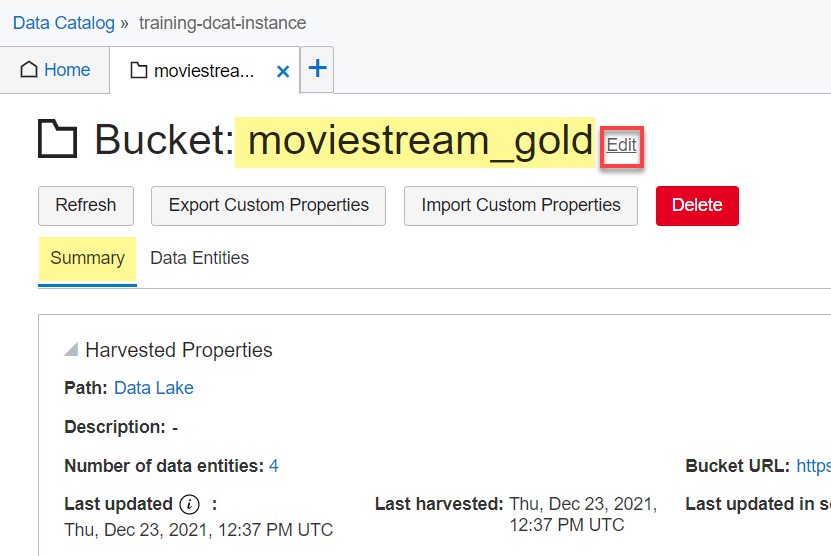 Data Catalog » training-dcat-instance
Home moviestrea... × +
Bucket: moviestream_gold Edit
Refresh Export Custom Properties Import Custom Properties Delete
Summary Data Entities
Harvested Properties
Path: Data Lake
Description: -
Number of data entities: 4 Bucket URL: https
Last updated i : Last harvested: Thu, Dec 23, 2021, Last updated in s
Thu, Dec 23, 2021, 12:37 PM UTC 12:37 PM UTC